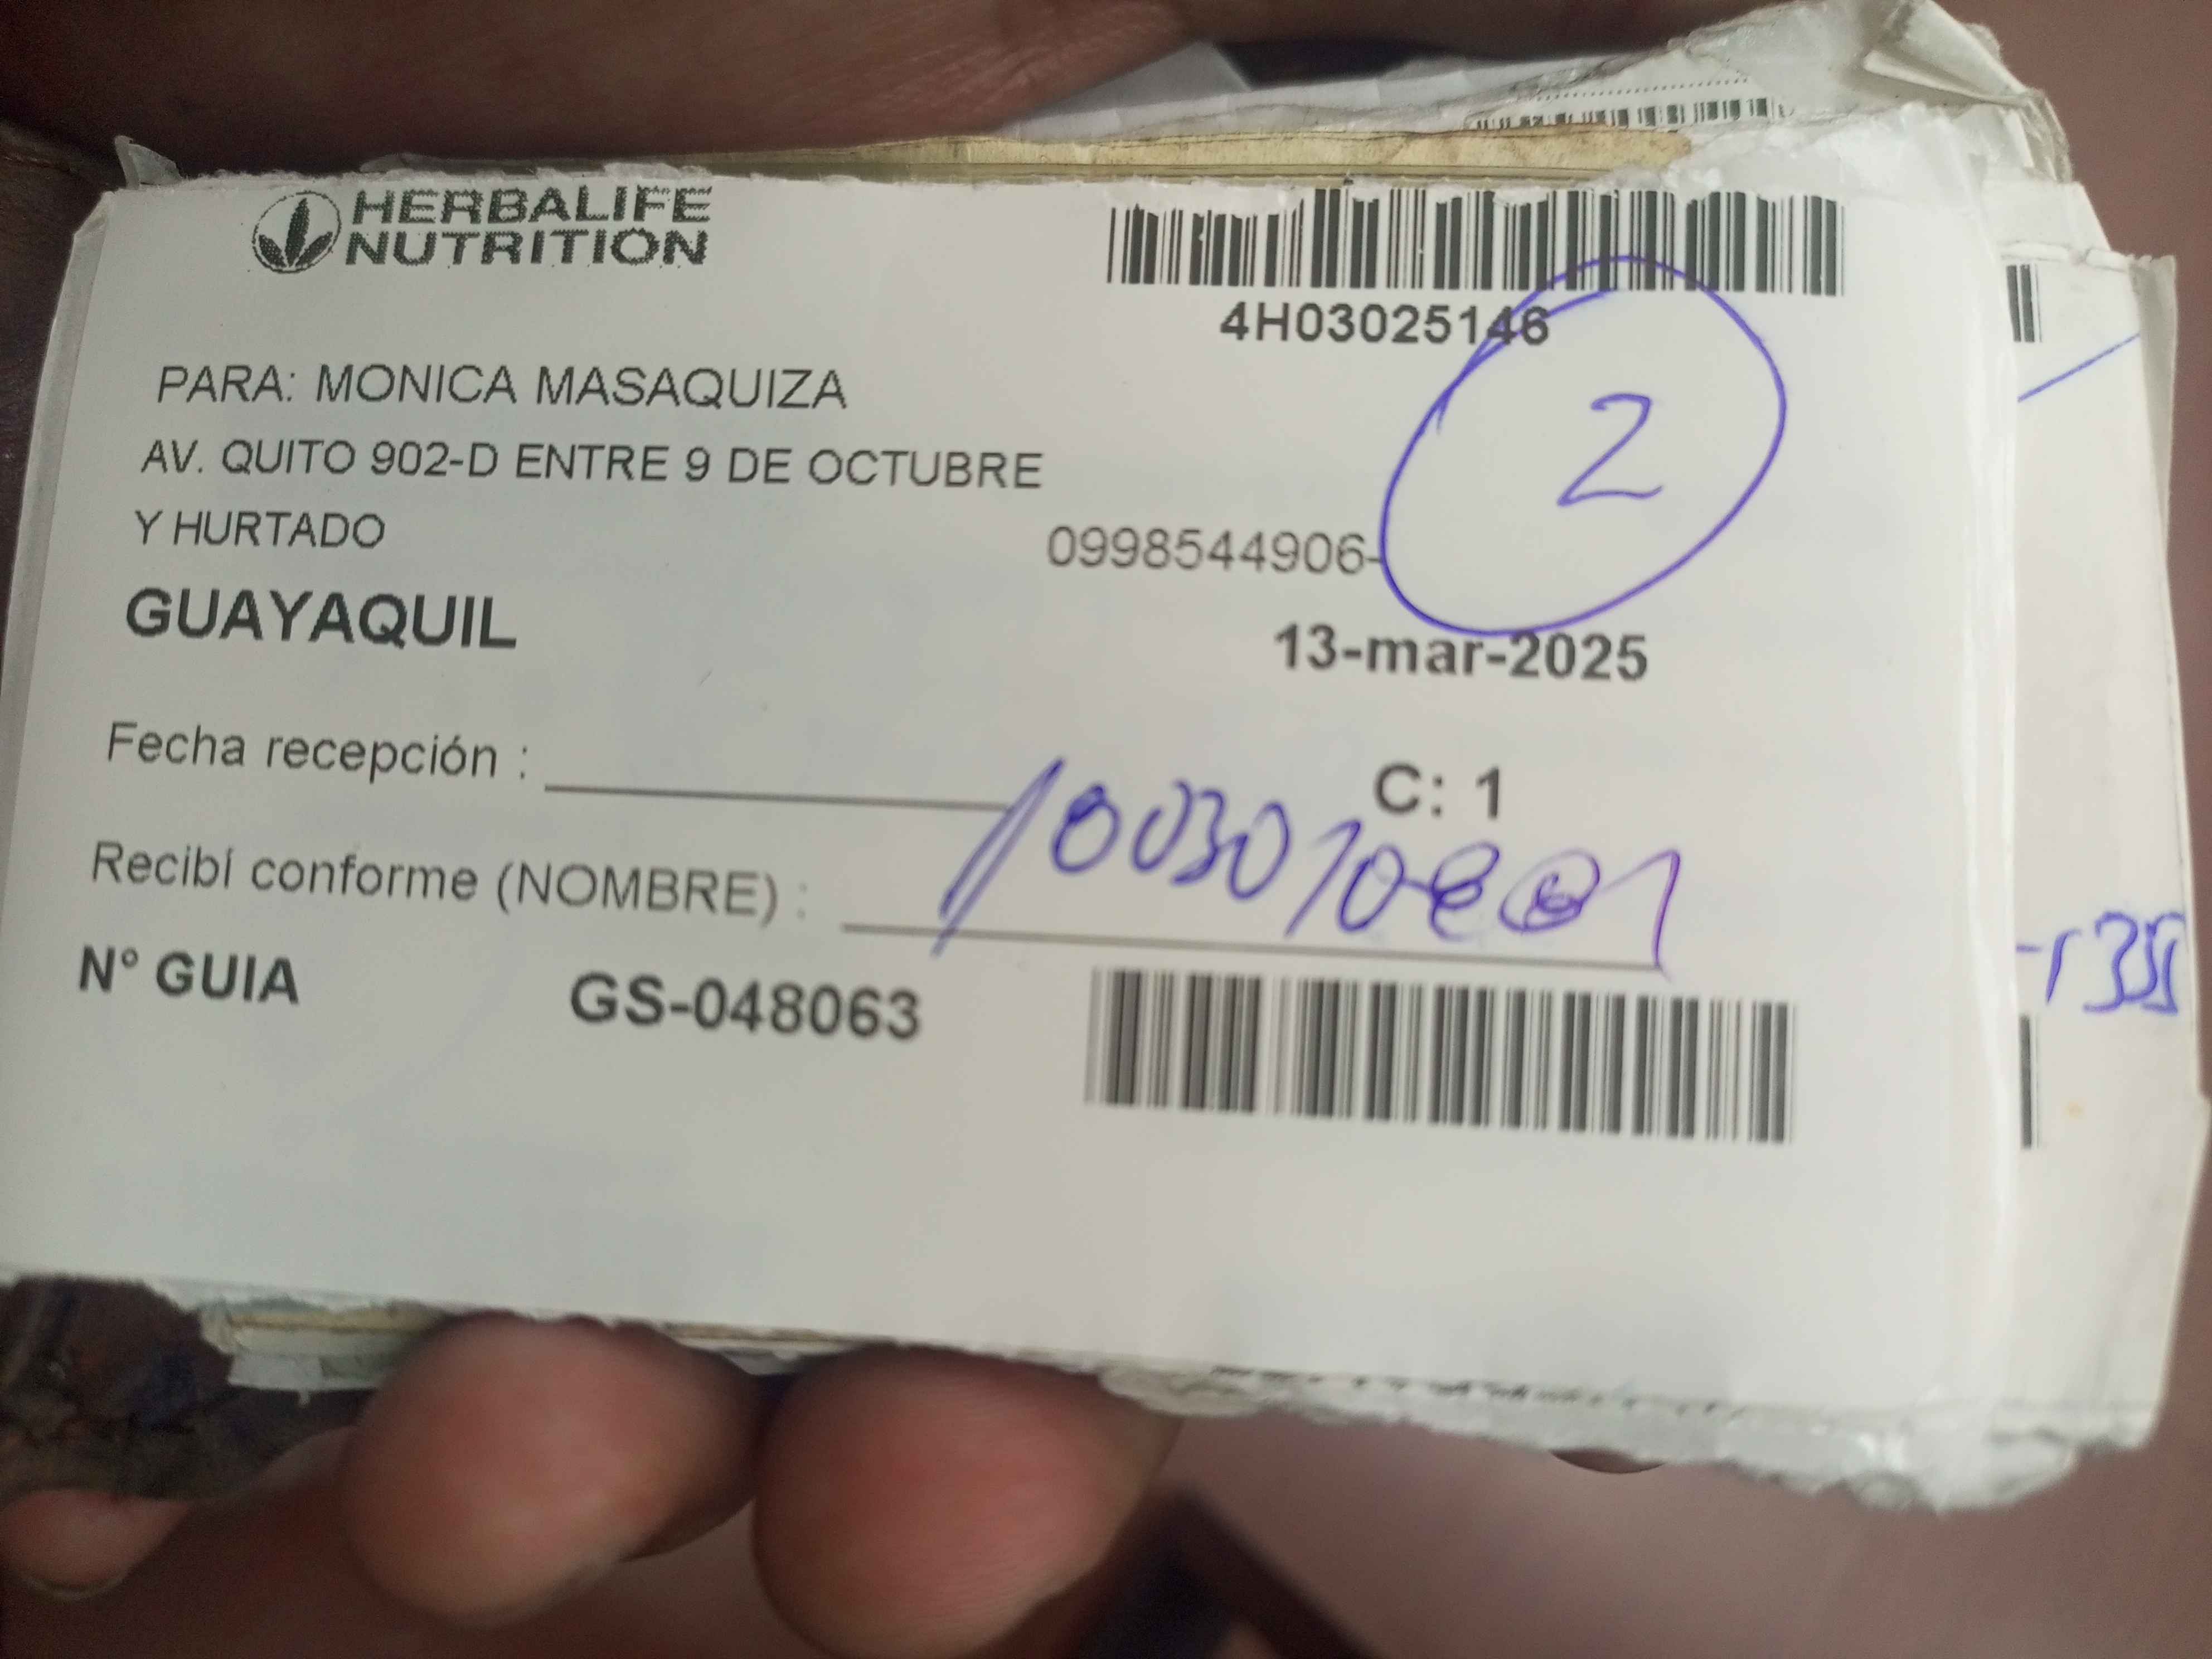 HERBALIFE
NUTRITION
4H03025146
2
PARA: MONICA MASAQUIZA
AV. QUITO 902-D ENTRE 9 DE OCTUBRE
Y HURTADO
0998544906-
GUAYAQUIL
13-mar-2025
Fecha recepción :
C: 1
Recibí conforme (NOMBRE) :
N° GUIA GS-048063